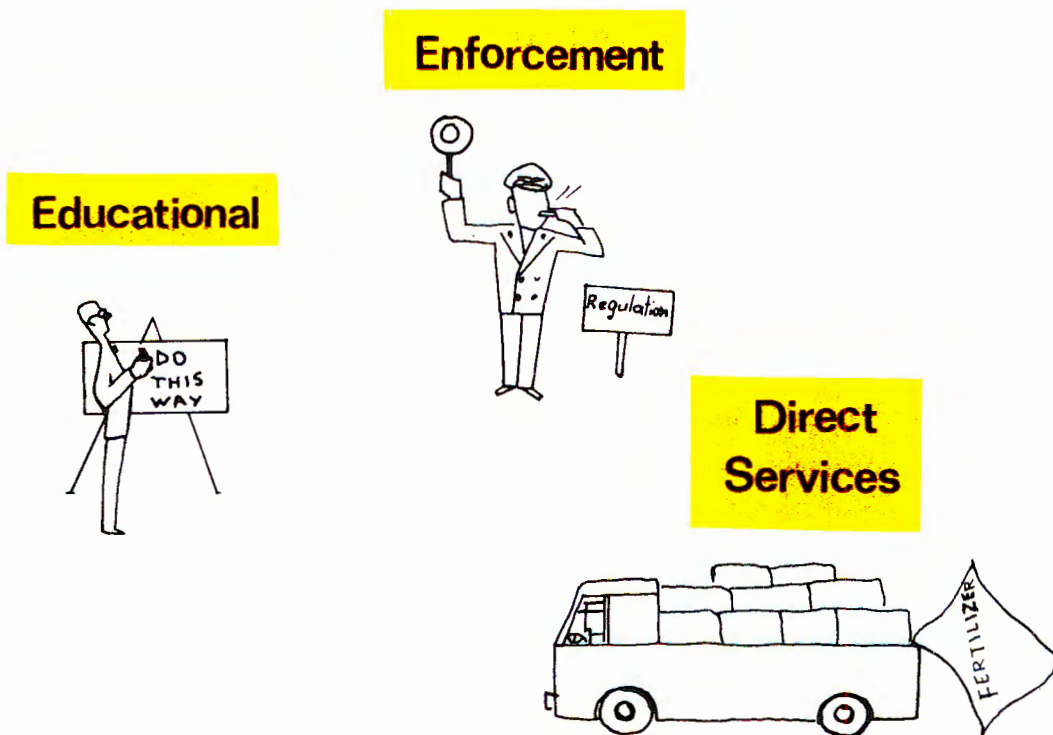 Enforcement
Educational
Regulation
DO
THIS
WAY
Direct
Services
FERTILIZER